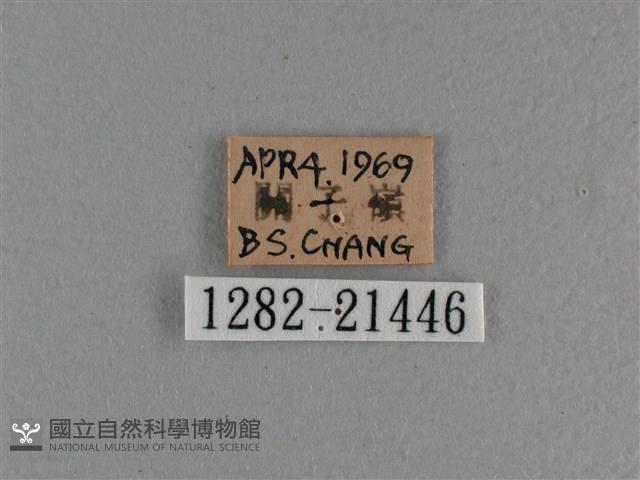 APR4.1969
關子嶺
B S. CHANG
1282-21446
國立自然科學博物館
NATIONAL MUSEUM OF NATURAL SCIENCE